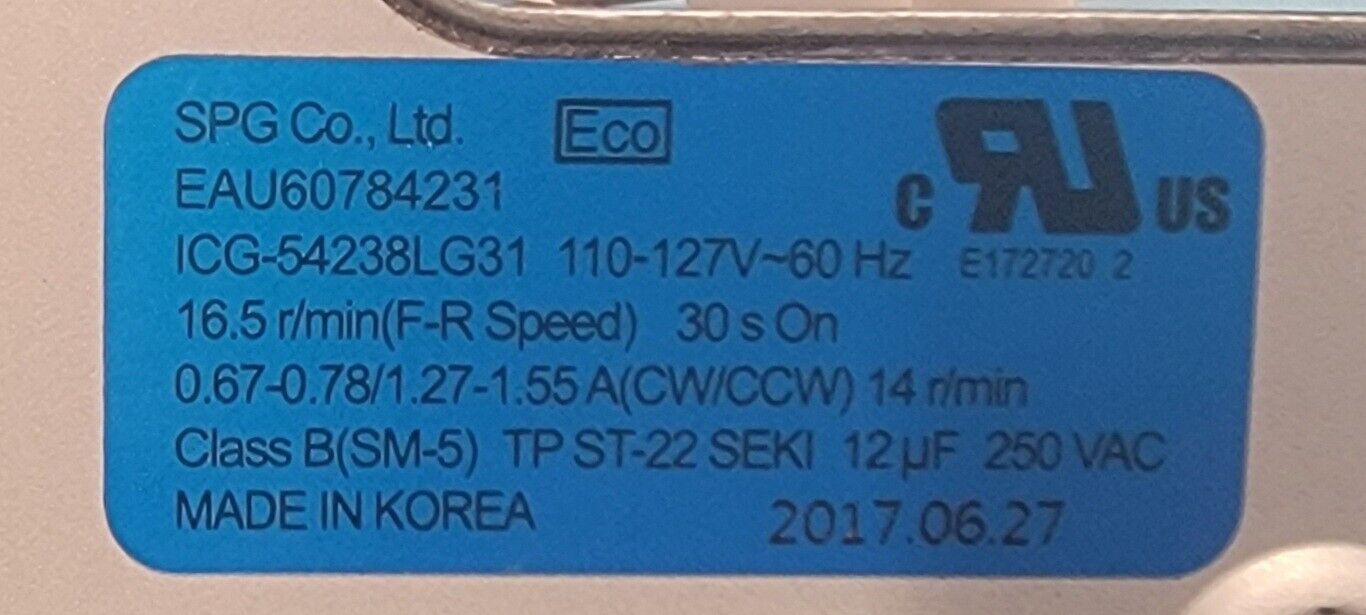 SPG Co., Ltd. Eco
EAU60784231
C RU US
ICG-54238LG31 110-127V~60 Hz E172720 2
16.5 r/min(F-R Speed) 30 s On
0.67-0.78/1.27-1.55 A(CW/CCW) 14 r/min
Class B(SM-5) TP ST-22 SEKI 12 µF 250 VAC
MADE IN KOREA 2017.06.27